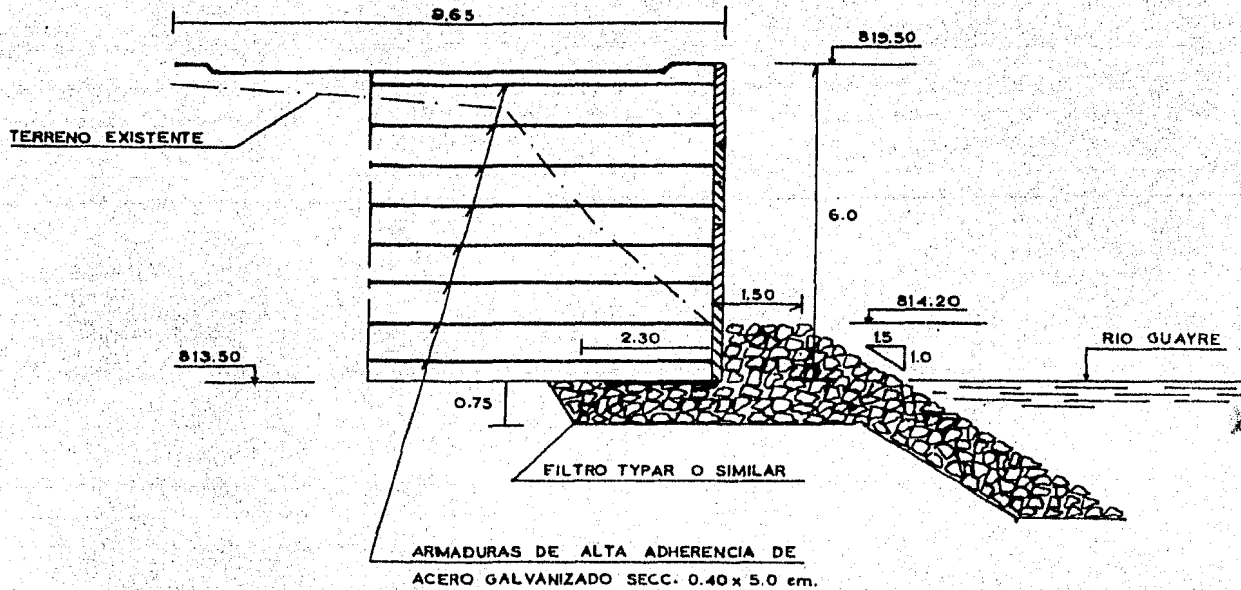 9.65
819.50
TERRENO EXISTENTE
6.0
1.50
814.20
2.30
1.5
1.0
RIO GUAYRE
813.50
0.75
FILTRO TYPAR O SIMILAR
ARMADURAS DE ALTA ADHERENCIA DE
ACERO GALVANIZADO SECC. 0.40 x 5.0 cm.